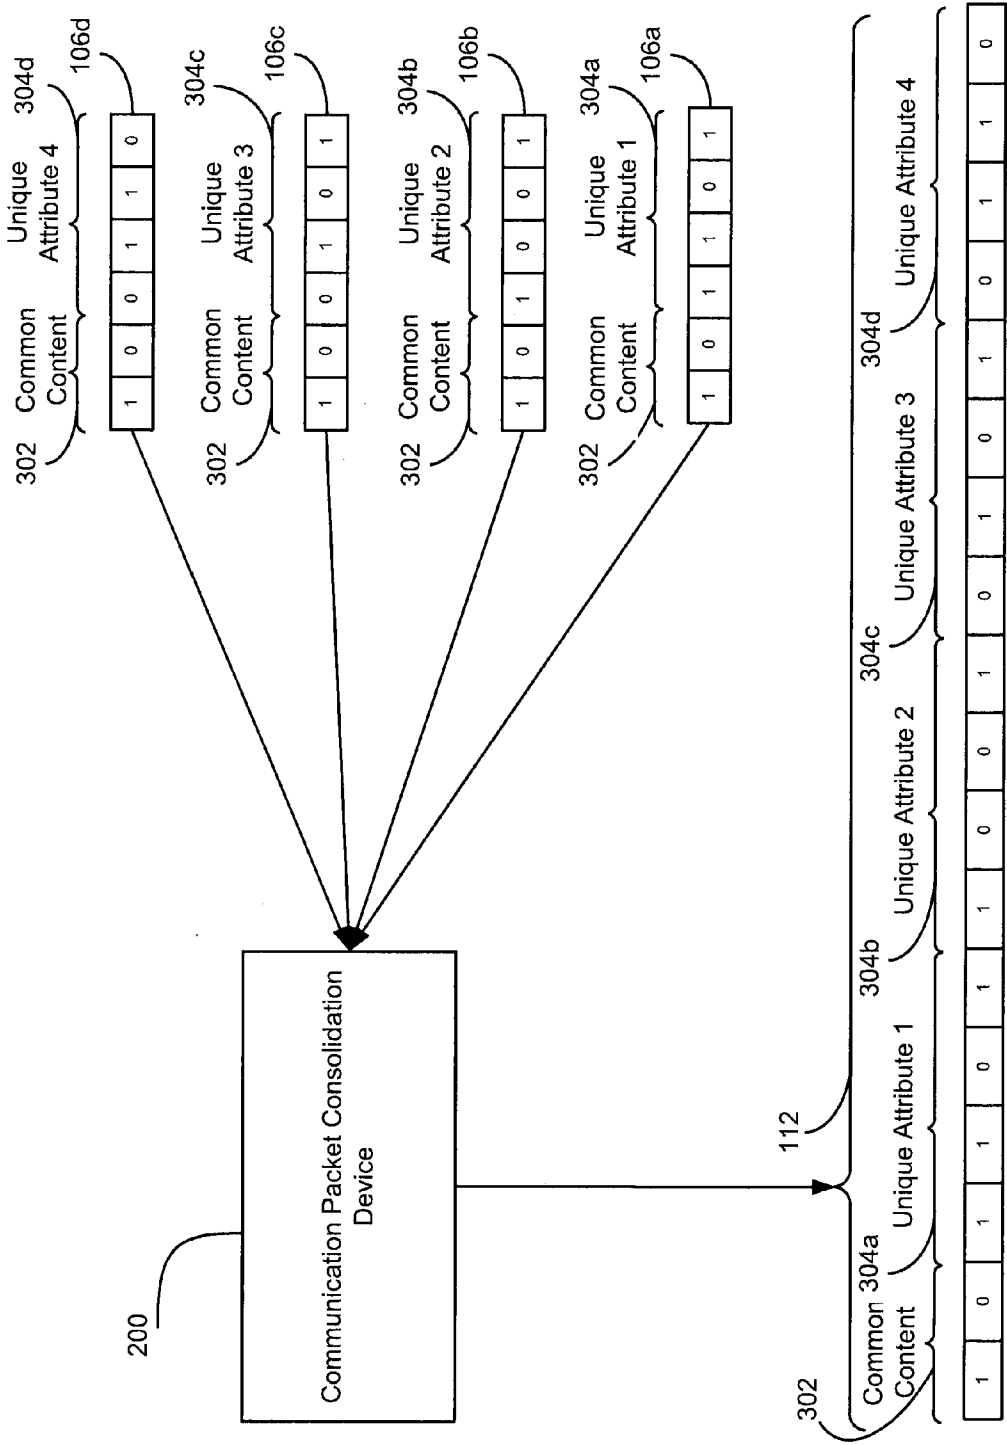 302 304d
Common Content Unique Attribute 4
106d
1 0 0 1 1 0
200
Communication Packet Consolidation
Device
302 304c
Common Content Unique Attribute 3
106c
1 0 0 1 0 1
302 304b
Common Content Unique Attribute 2
106b
1 0 1 0 0 1
302 304a
Common Content Unique Attribute 1
106a
1 0 1 1 0 1
112
302
304a 304b 304c 304d
Common Content Unique Attribute 1 Unique Attribute 2 Unique Attribute 3 Unique Attribute 4
1 0 1 1 0 1 1 0 0 1 0 1 0 1 0 1 1 0